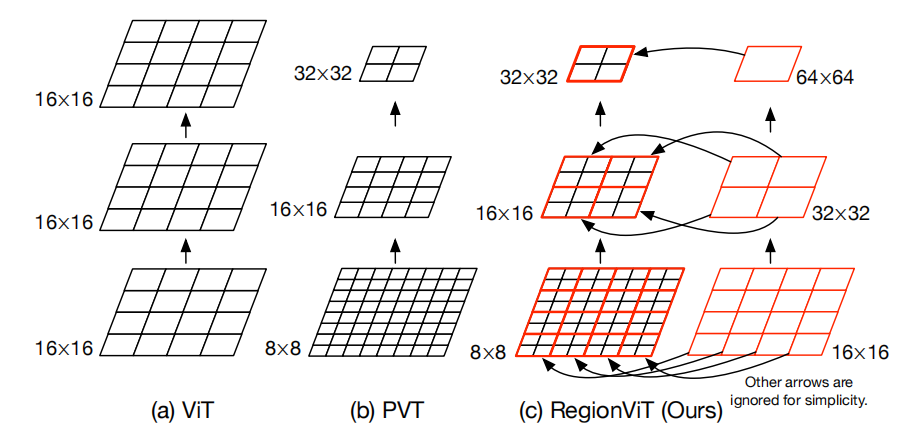 16×16
32×32
32×32
64×64
16×16
16×16
16×16
32×32
16×16
8×8
8×8
16×16
Other arrows are
ignored for simplicity.
(a) ViT
(b) PVT
(c) RegionViT (Ours)